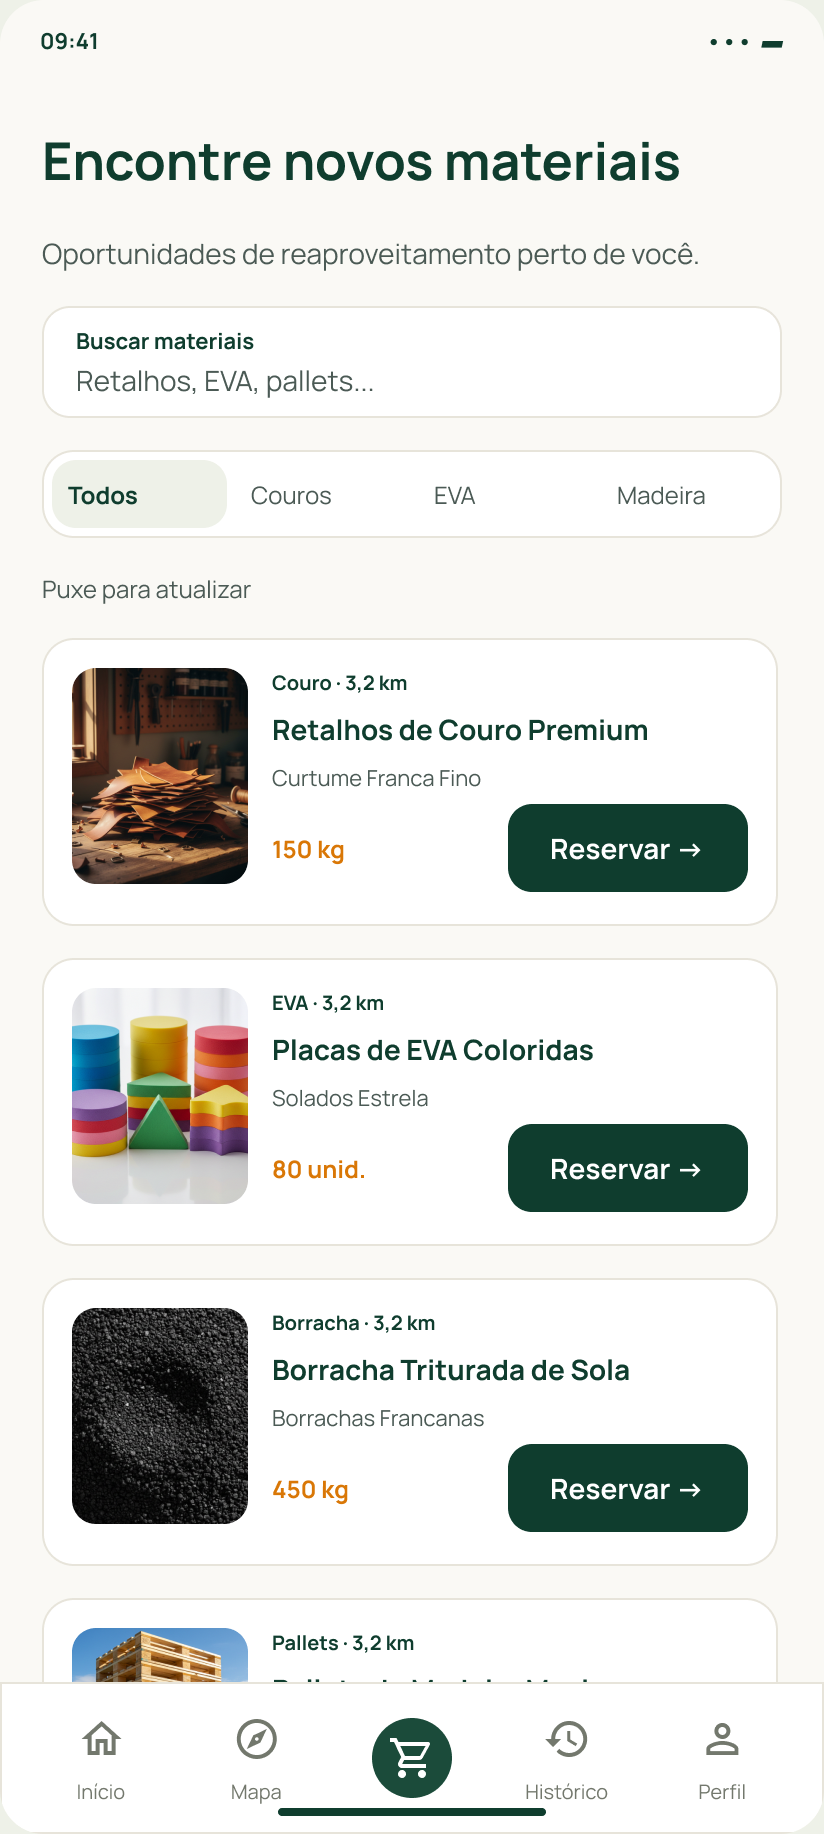 09:41
Encontre novos materiais
Oportunidades de reaproveitamento perto de você.
Buscar materiais
Retalhos, EVA, pallets...
Todos Couros EVA Madeira
Puxe para atualizar
Couro · 3,2 km
Retalhos de Couro Premium
Curtume Franca Fino
150 kg Reservar →
EVA · 3,2 km
Placas de EVA Coloridas
Solados Estrela
80 unid. Reservar →
Borracha · 3,2 km
Borracha Triturada de Sola
Borrachas Francanas
450 kg Reservar →
Pallets · 3,2 km
Início Mapa Histórico Perfil